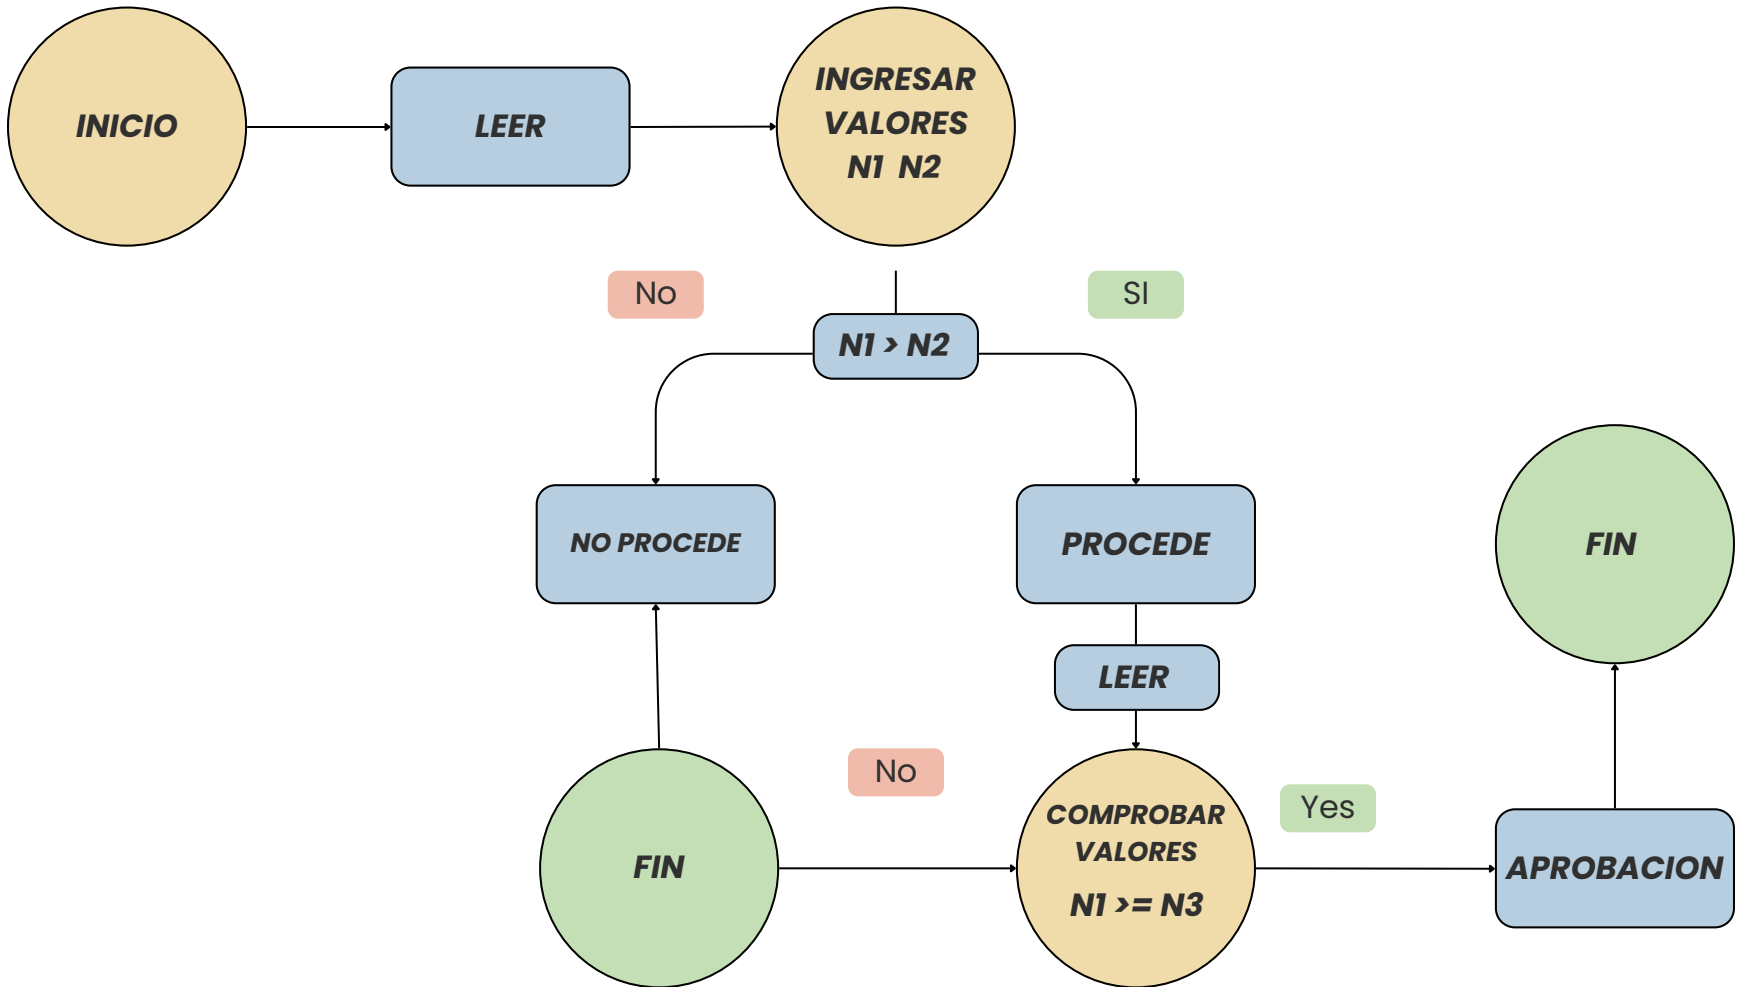 INICIO
LEER
INGRESAR
VALORES
N1 N2
No
SI
N1 > N2
NO PROCEDE
PROCEDE
FIN
LEER
No
COMPROBAR
VALORES
N1 >= N3
Yes
FIN
APROBACION